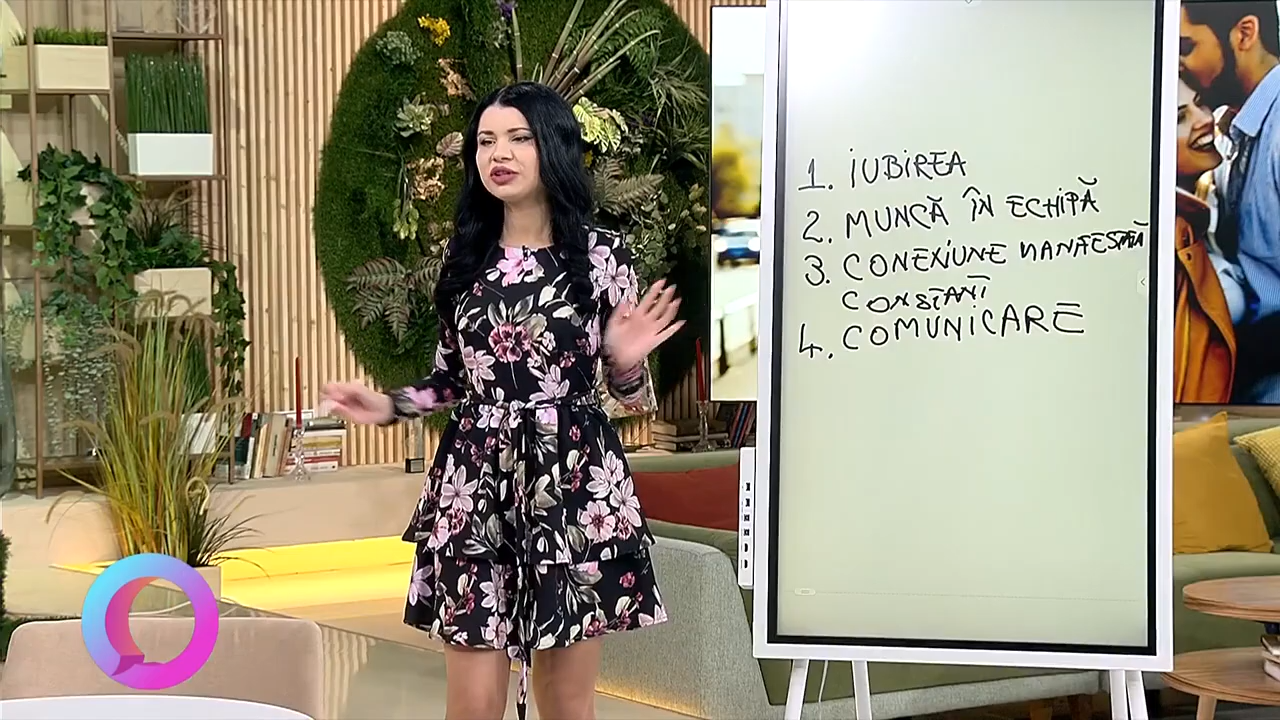 1. iUBiREA
2. MUNCĂ ÎN ECHiPĂ
3. CONEXiUNE MANiFESTATĂ
CONSTANT
4. COMUNiCARE